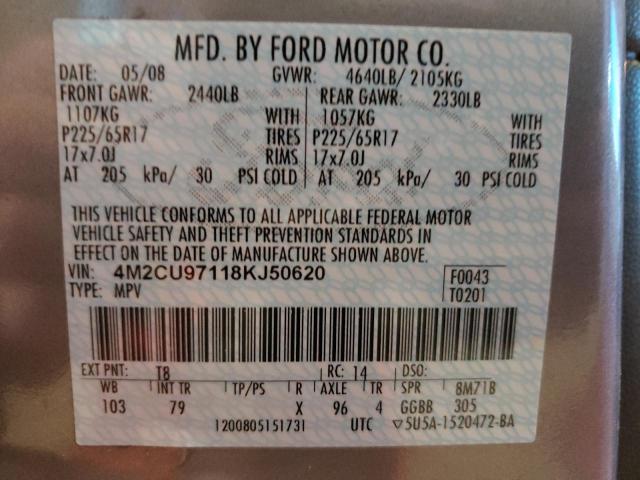 MFD. BY FORD MOTOR CO.
DATE: 05/08 GVWR: 4640LB/ 2105KG
FRONT GAWR: 2440LB REAR GAWR: 2330LB
1107KG WITH 1057KG WITH
P225/65R17 TIRES P225/65R17 TIRES
17x7.0J RIMS 17x7.0J RIMS
AT 205 kPa/ 30 PSI COLD AT 205 kPa/ 30 PSI COLD
THIS VEHICLE CONFORMS TO ALL APPLICABLE FEDERAL MOTOR
VEHICLE SAFETY AND THEFT PREVENTION STANDARDS IN
EFFECT ON THE DATE OF MANUFACTURE SHOWN ABOVE.
VIN: 4M2CU97118KJ50620 F0043
TYPE: MPV T0201
EXT PNT: T8 RC: 14 DSO:
WB INT TR TP/PS R AXLE TR SPR 8M71B
103 79 X 96 4 GGBB 305
1200805151731 UTC ▽5U5A-1520472-BA